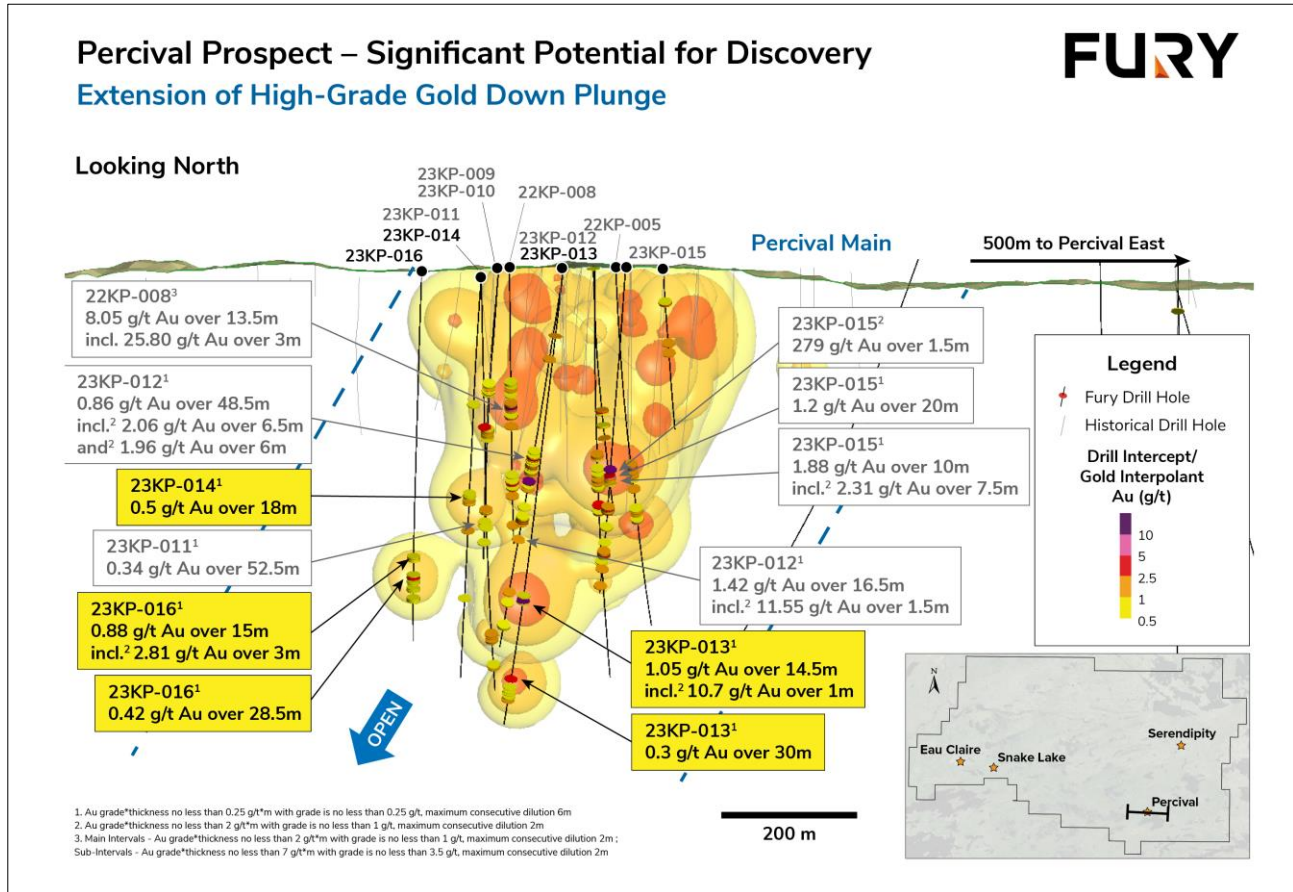 Percival Prospect – Significant Potential for Discovery
Extension of High-Grade Gold Down Plunge
FURY
Looking North
23KP-009
23KP-010
22KP-008
23KP-011
23KP-014
23KP-016
23KP-012
23KP-013
22KP-005
23KP-015
Percival Main
500m to Percival East
22KP-008³
8.05 g/t Au over 13.5m
incl. 25.80 g/t Au over 3m
23KP-012¹
0.86 g/t Au over 48.5m
incl.² 2.06 g/t Au over 6.5m
and² 1.96 g/t Au over 6m
23KP-014¹
0.5 g/t Au over 18m
23KP-011¹
0.34 g/t Au over 52.5m
23KP-016¹
0.88 g/t Au over 15m
incl.² 2.81 g/t Au over 3m
23KP-016¹
0.42 g/t Au over 28.5m
OPEN
23KP-015²
279 g/t Au over 1.5m
23KP-015¹
1.2 g/t Au over 20m
23KP-015¹
1.88 g/t Au over 10m
incl.² 2.31 g/t Au over 7.5m
23KP-012¹
1.42 g/t Au over 16.5m
incl.² 11.55 g/t Au over 1.5m
23KP-013¹
1.05 g/t Au over 14.5m
incl.² 10.7 g/t Au over 1m
23KP-013¹
0.3 g/t Au over 30m
Legend
Fury Drill Hole
Historical Drill Hole
Drill Intercept/
Gold Interpolant
Au (g/t)
10
5
2.5
1
0.5
N
Eau Claire
Snake Lake
Serendipity
Percival
200 m
1. Au grade*thickness no less than 0.25 g/t*m with grade is no less than 0.25 g/t, maximum consecutive dilution 6m
2. Au grade*thickness no less than 2 g/t*m with grade is no less than 1 g/t, maximum consecutive dilution 2m
3. Main Intervals - Au grade*thickness no less than 2 g/t*m with grade is no less than 1 g/t, maximum consecutive dilution 2m ;
Sub-Intervals - Au grade*thickness no less than 7 g/t*m with grade is no less than 3.5 g/t, maximum consecutive dilution 2m